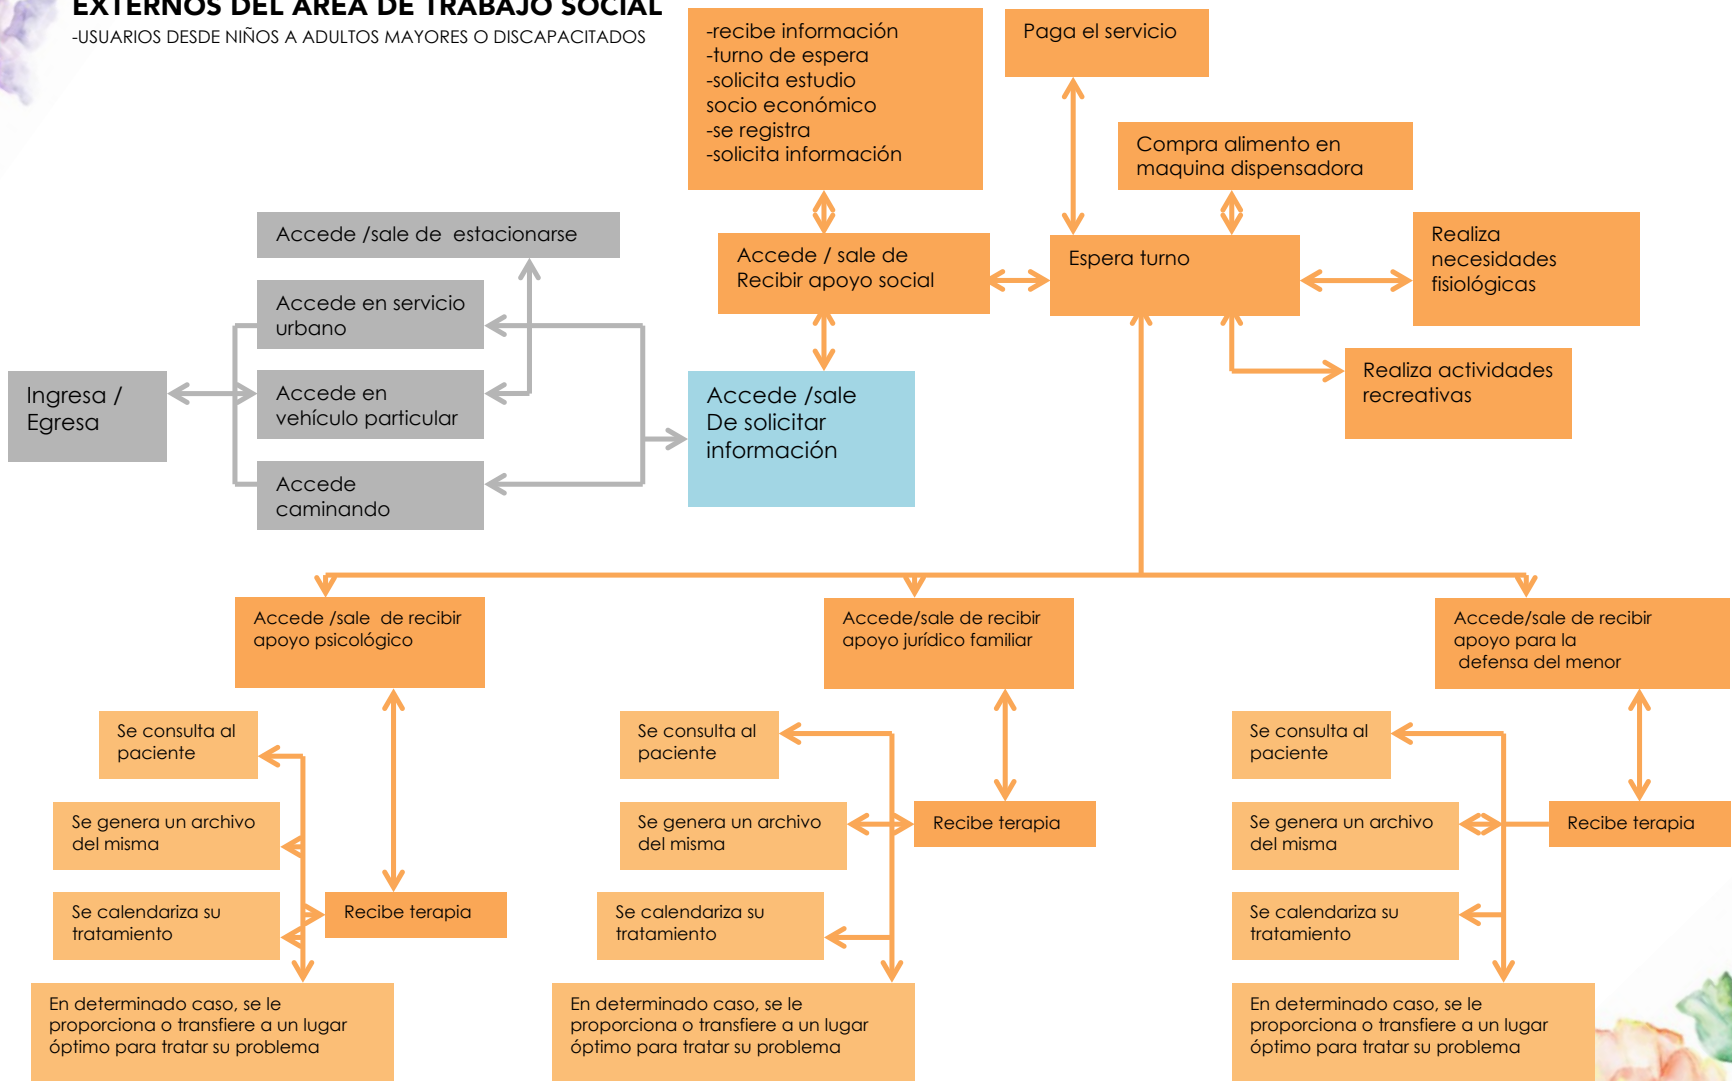 EXTERNOS DEL AREA DE TRABAJO SOCIAL
-USUARIOS DESDE NIÑOS A ADULTOS MAYORES O DISCAPACITADOS
-recibe información
-turno de espera
-solicita estudio
socio económico
-se registra
-solicita información
Paga el servicio
Compra alimento en
maquina dispensadora
Accede /sale de estacionarse
Accede / sale de
Recibir apoyo social
Espera turno
Realiza
necesidades
fisiológicas
Accede en servicio
urbano
Ingresa /
Egresa
Accede en
vehículo particular
Accede /sale
De solicitar
información
Realiza actividades
recreativas
Accede
caminando
Accede /sale de recibir
apoyo psicológico
Accede/sale de recibir
apoyo jurídico familiar
Accede/sale de recibir
apoyo para la
defensa del menor
Se consulta al
paciente
Se genera un archivo
del misma
Se calendariza su
tratamiento
Recibe terapia
En determinado caso, se le
proporciona o transfiere a un lugar
óptimo para tratar su problema
Se consulta al
paciente
Se genera un archivo
del misma
Recibe terapia
Se calendariza su
tratamiento
En determinado caso, se le
proporciona o transfiere a un lugar
óptimo para tratar su problema
Se consulta al
paciente
Se genera un archivo
del misma
Recibe terapia
Se calendariza su
tratamiento
En determinado caso, se le
proporciona o transfiere a un lugar
óptimo para tratar su problema